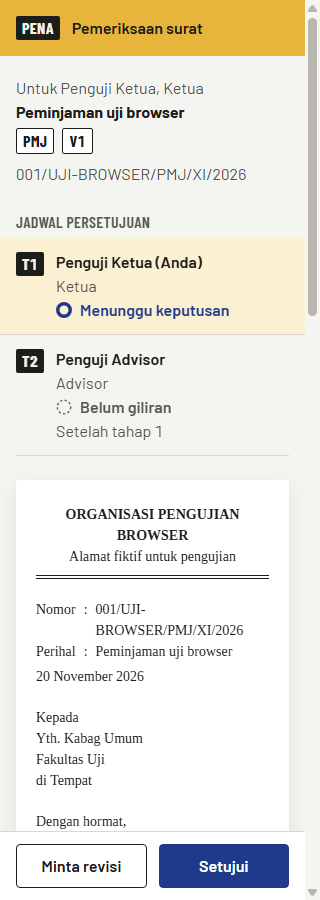 PENA Pemeriksaan surat
Untuk Penguji Ketua, Ketua
Peminjaman uji browser
PMJ V1
001/UJI-BROWSER/PMJ/XI/2026
JADWAL PERSETUJUAN
T1 Penguji Ketua (Anda)
Ketua
Menunggu keputusan
T2 Penguji Advisor
Advisor
Belum giliran
Setelah tahap 1
ORGANISASI PENGUJIAN
BROWSER
Alamat fiktif untuk pengujian
Nomor : 001/UJI-
BROWSER/PMJ/XI/2026
Perihal : Peminjaman uji browser
20 November 2026
Kepada
Yth. Kabag Umum
Fakultas Uji
di Tempat
Dengan hormat,
Minta revisi Setujui